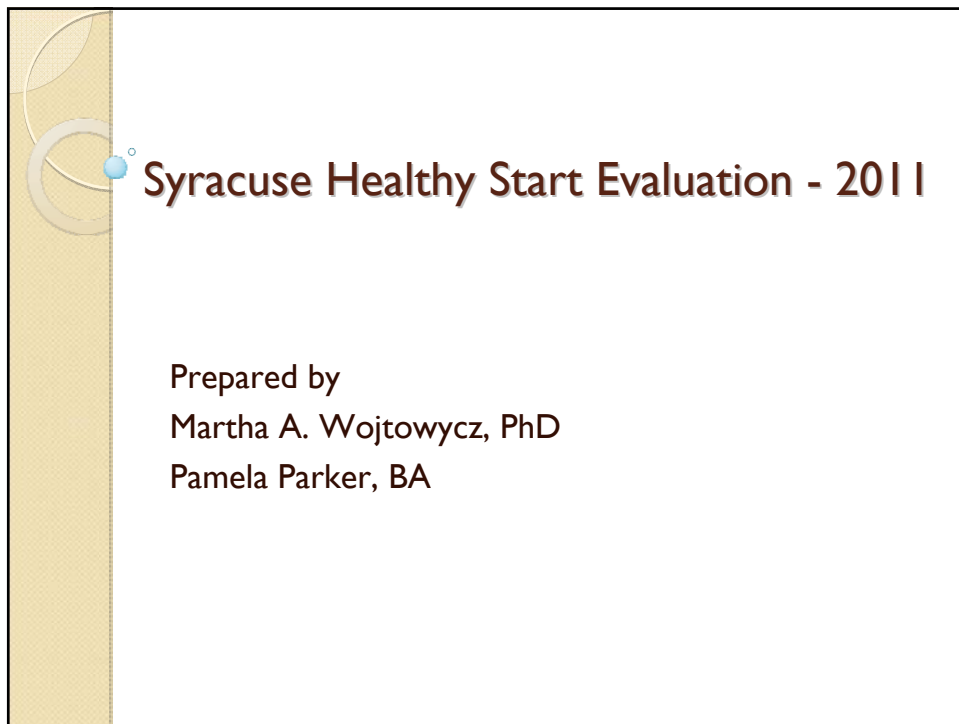 Syracuse Healthy Start Evaluation - 2011
Prepared by
Martha A. Wojtowycz, PhD
Pamela Parker, BA